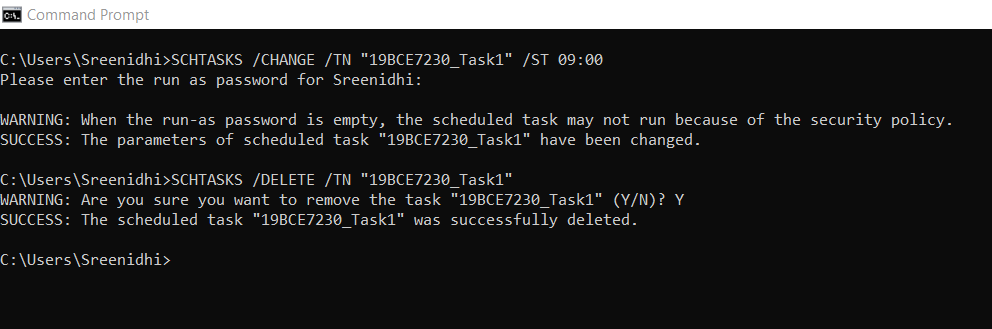 Command Prompt
C:\Users\Sreenidhi>SCHTASKS /CHANGE /TN "19BCE7230_Task1" /ST 09:00
Please enter the run as password for Sreenidhi:
WARNING: When the run-as password is empty, the scheduled task may not run because of the security policy.
SUCCESS: The parameters of scheduled task "19BCE7230_Task1" have been changed.
C:\Users\Sreenidhi>SCHTASKS /DELETE /TN "19BCE7230_Task1"
WARNING: Are you sure you want to remove the task "19BCE7230_Task1" (Y/N)? Y
SUCCESS: The scheduled task "19BCE7230_Task1" was successfully deleted.
C:\Users\Sreenidhi>